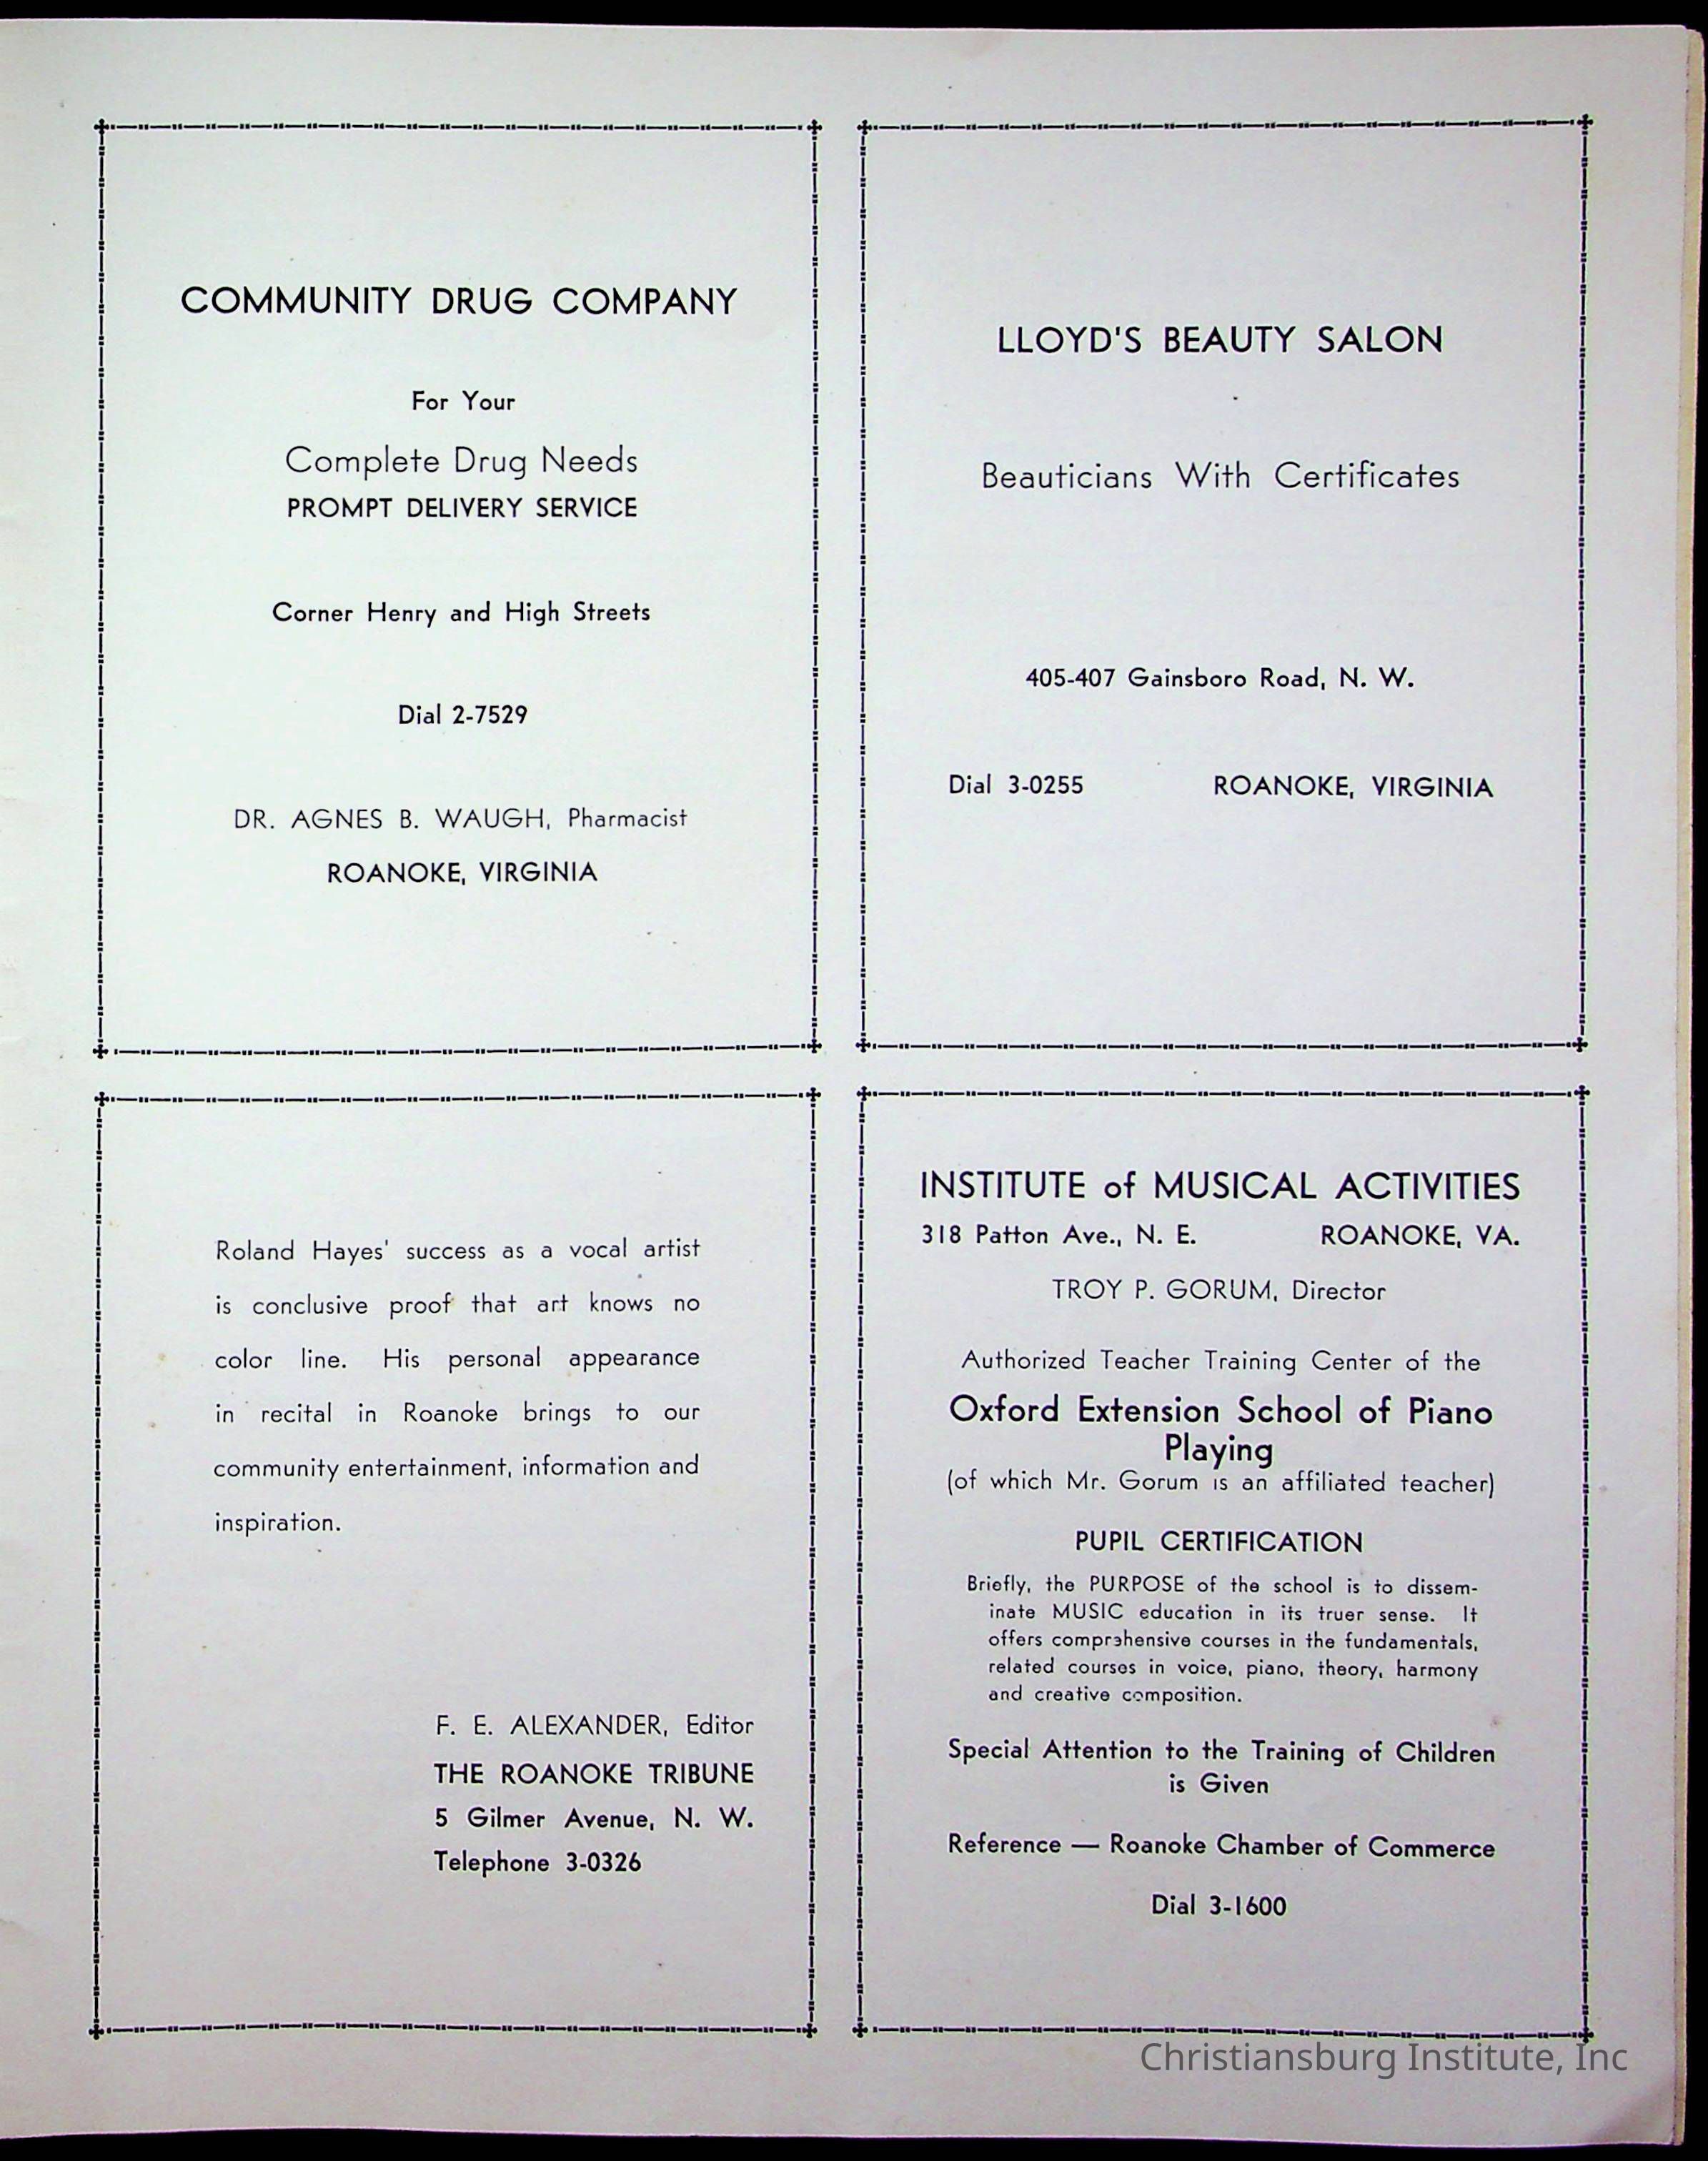 COMMUNITY DRUG COMPANY
For Your
Complete Drug Needs
PROMPT DELIVERY SERVICE
Corner Henry and High Streets
Dial 2-7529
DR. AGNES B. WAUGH, Pharmacist
ROANOKE, VIRGINIA
LLOYD'S BEAUTY SALON
Beauticians With Certificates
405-407 Gainsboro Road, N. W.
Dial 3-0255 ROANOKE, VIRGINIA
Roland Hayes' success as a vocal artist
is conclusive proof that art knows no
color line. His personal appearance
in recital in Roanoke brings to our
community entertainment, information and
inspiration.
F. E. ALEXANDER, Editor
THE ROANOKE TRIBUNE
5 Gilmer Avenue, N. W.
Telephone 3-0326
INSTITUTE of MUSICAL ACTIVITIES
318 Patton Ave., N. E. ROANOKE, VA.
TROY P. GORUM, Director
Authorized Teacher Training Center of the
Oxford Extension School of Piano
Playing
(of which Mr. Gorum is an affiliated teacher)
PUPIL CERTIFICATION
Briefly, the PURPOSE of the school is to dissem-
inate MUSIC education in its truer sense. It
offers comprehensive courses in the fundamentals,
related courses in voice, piano, theory, harmony
and creative composition.
Special Attention to the Training of Children
is Given
Reference — Roanoke Chamber of Commerce
Dial 3-1600
Christiansburg Institute, Inc